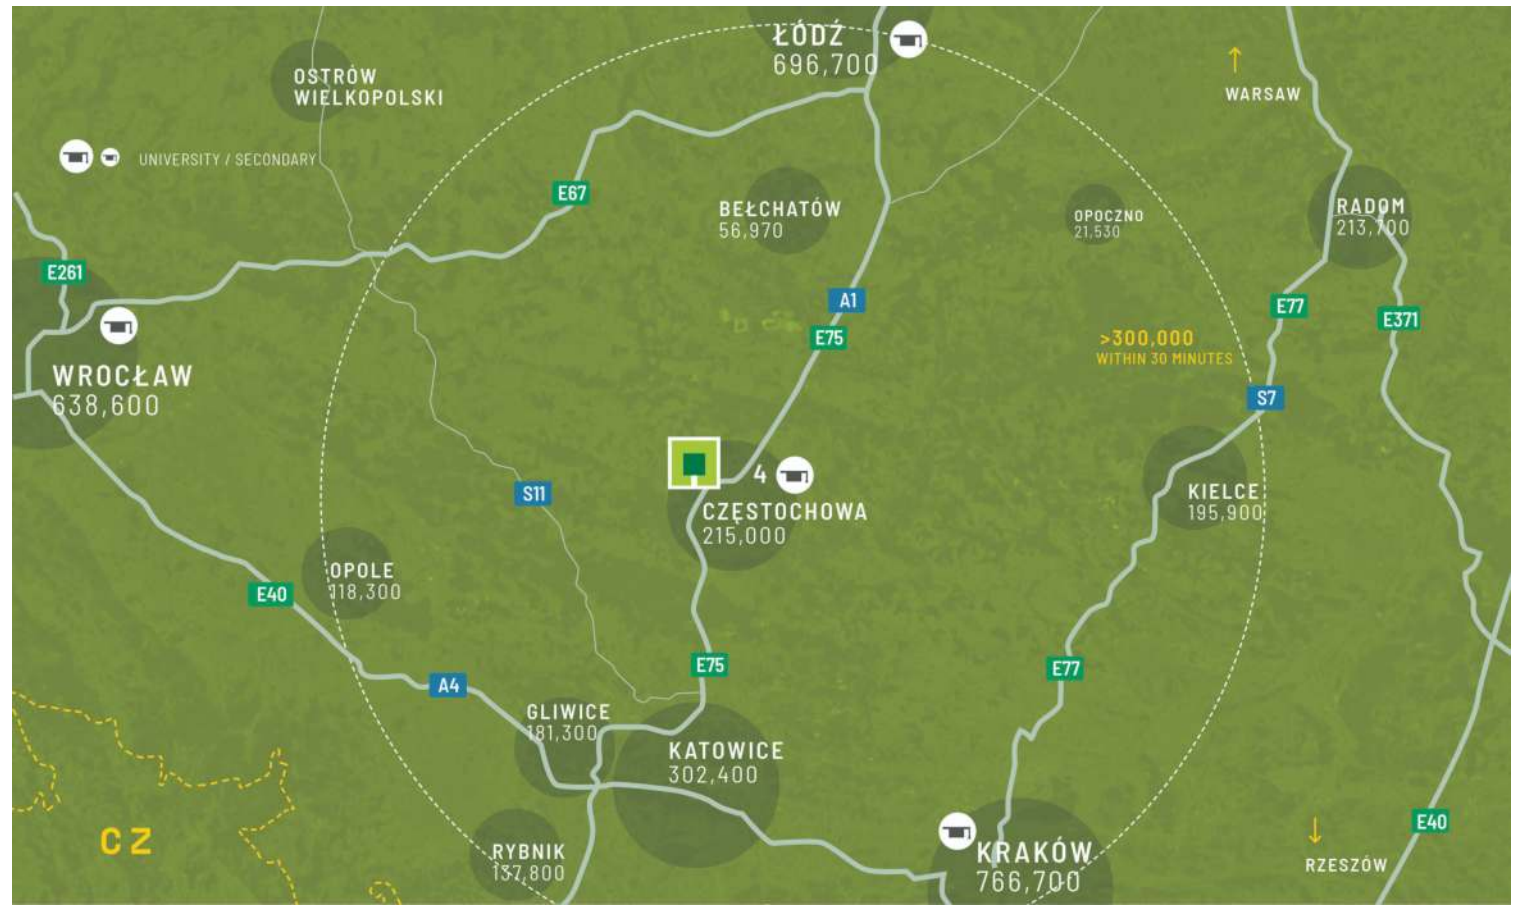 ŁÓDŹ
696,700
OSTRÓW
WIELKOPOLSKI
WARSAW
UNIVERSITY / SECONDARY
E67
BEŁCHATÓW
56,970
OPOCZNO
21,530
RADOM
213,700
E261
A1
E77
E371
E75
>300,000
WITHIN 30 MINUTES
WROCŁAW
638,600
S7
4
S11
CZĘSTOCHOWA
215,000
KIELCE
195,900
OPOLE
118,300
E40
E75
E77
A4
GLIWICE
181,300
KATOWICE
302,400
CZ
E40
KRAKÓW
766,700
RYBNIK
137,800
RZESZÓW